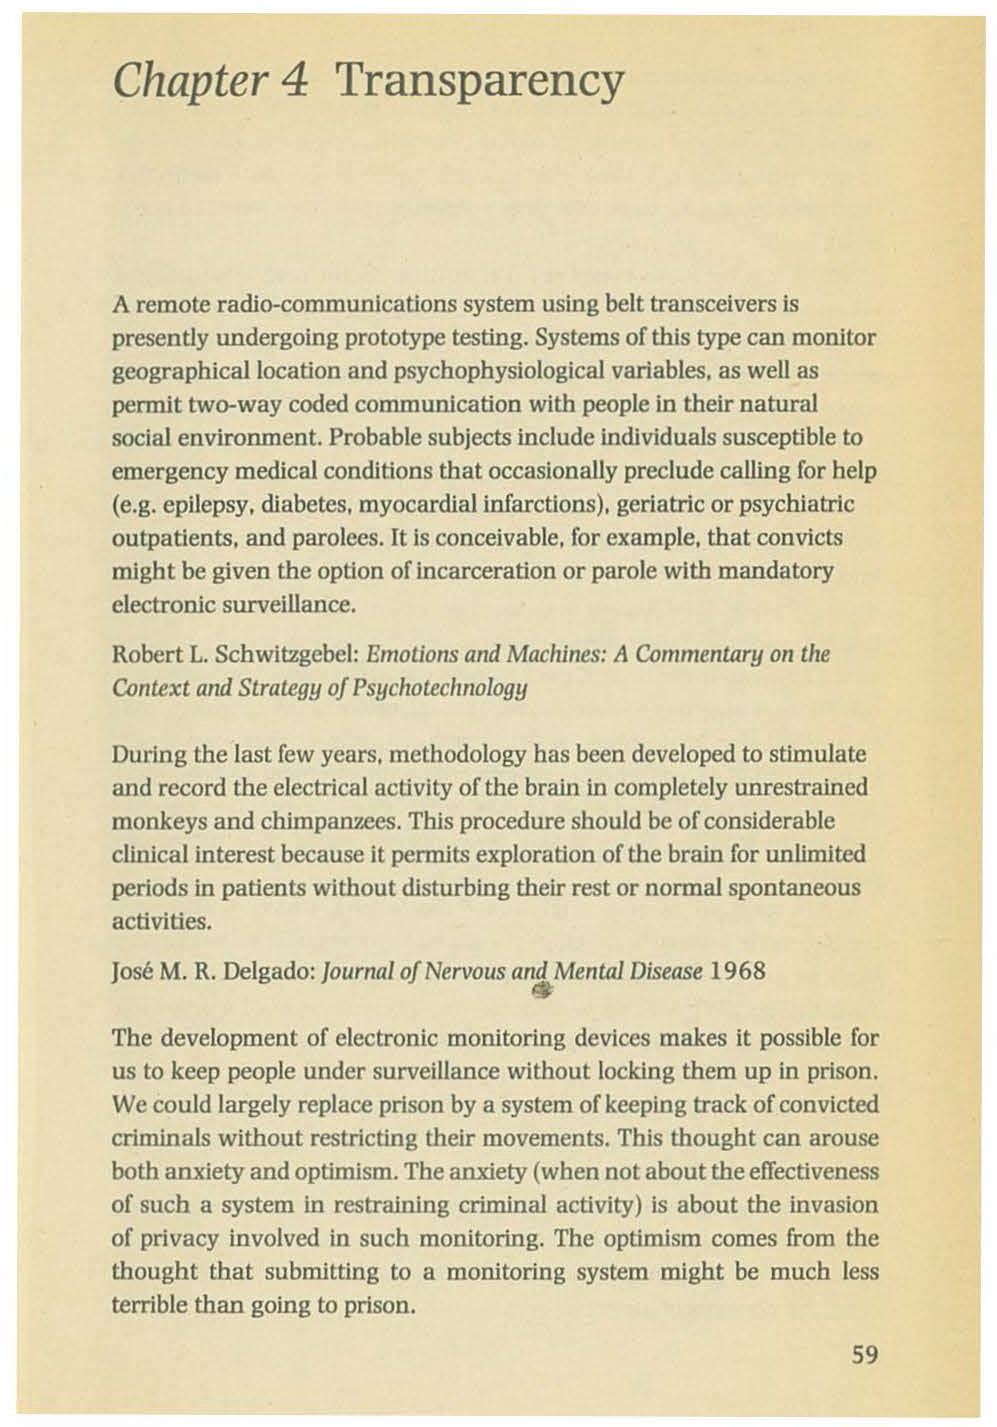 Chapter 4 Transparency
A remote radio-communications system using belt transceivers is
presently undergoing prototype testing. Systems of this type can monitor
geographical location and psychophysiological variables, as well as
permit two-way coded communication with people in their natural
social environment. Probable subjects include individuals susceptible to
emergency medical conditions that occasionally preclude calling for help
(e.g. epilepsy, diabetes, myocardial infarctions), geriatric or psychiatric
outpatients, and parolees. It is conceivable, for example, that convicts
might be given the option of incarceration or parole with mandatory
electronic surveillance.
Robert L. Schwitzgebel: Emotions and Machines: A Commentary on the
Context and Strategy of Psychotechnology
During the last few years, methodology has been developed to stimulate
and record the electrical activity of the brain in completely unrestrained
monkeys and chimpanzees. This procedure should be of considerable
clinical interest because it permits exploration of the brain for unlimited
periods in patients without disturbing their rest or normal spontaneous
activities.
José M. R. Delgado: Journal of Nervous and Mental Disease 1968
The development of electronic monitoring devices makes it possible for
us to keep people under surveillance without locking them up in prison.
We could largely replace prison by a system of keeping track of convicted
criminals without restricting their movements. This thought can arouse
both anxiety and optimism. The anxiety (when not about the effectiveness
of such a system in restraining criminal activity) is about the invasion
of privacy involved in such monitoring. The optimism comes from the
thought that submitting to a monitoring system might be much less
terrible than going to prison.
59